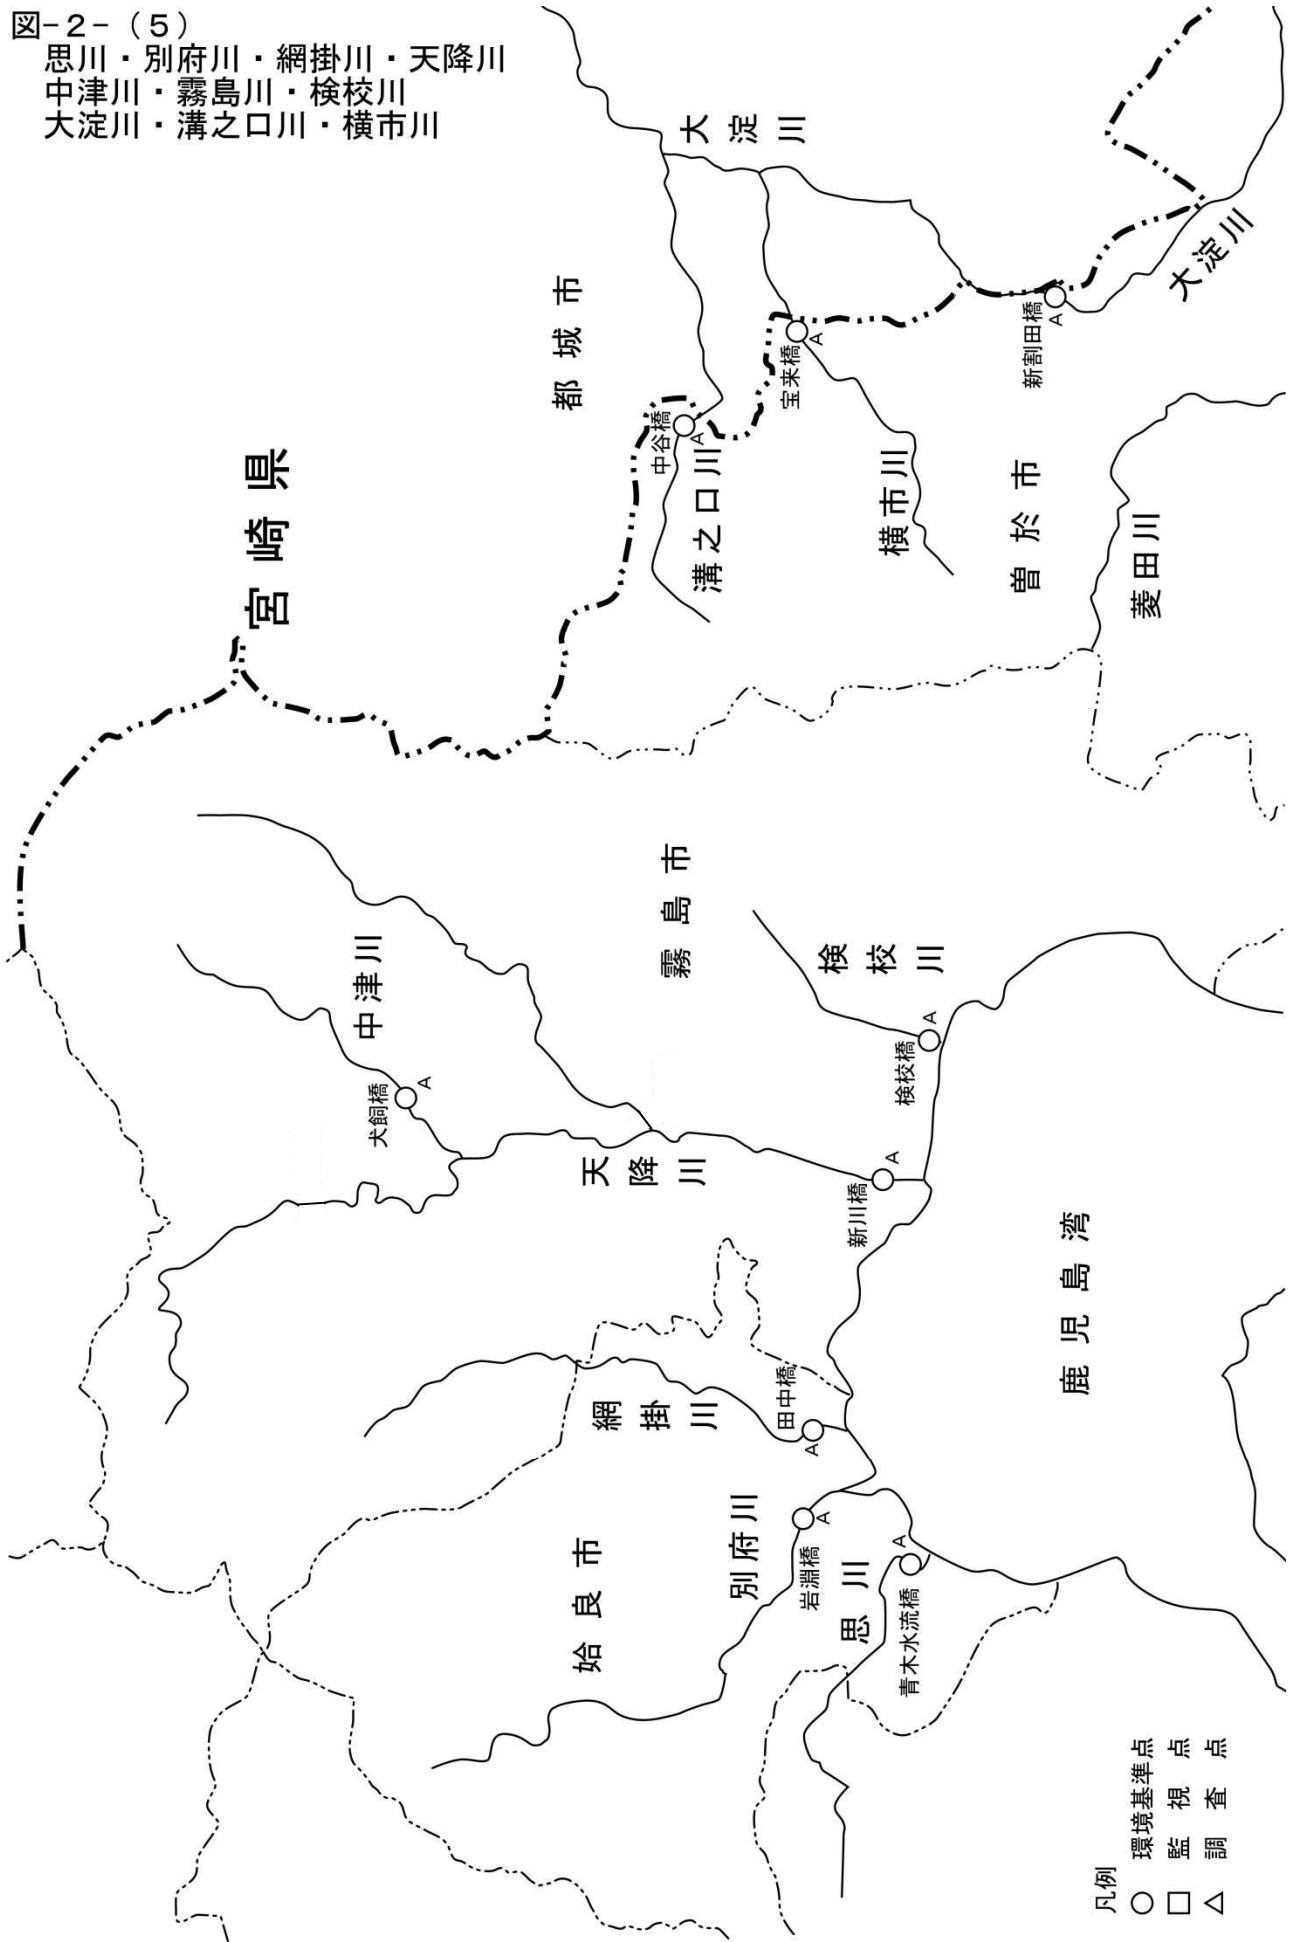 図-2-(5)
思川・別府川・網掛川・天降川
中津川・霧島川・検校川
大淀川・溝之口川・横市川
宮崎県
都城市
大淀川
大淀川
中谷橋
A
溝之口川
宝来橋
A
横市川
新割田橋
A
曽於市
菱田川
霧島市
中津川
犬飼橋
A
天降川
検校川
検校橋
A
新川橋
A
鹿児島湾
網掛川
田中橋
A
姶良市
別府川
岩淵橋
A
思川
青木水流橋
A
凡例
○ 環境基準点
□ 監視点
△ 調査点